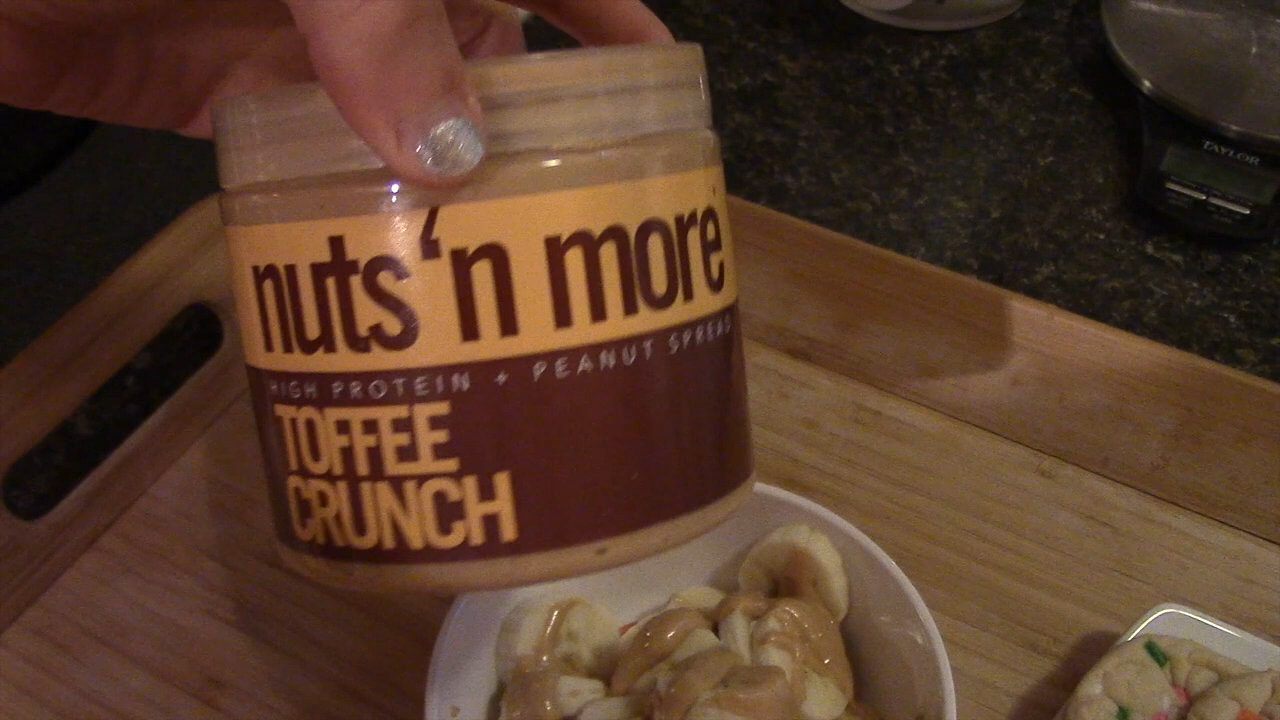 nuts 'n more
HIGH PROTEIN + PEANUT SPREAD
TOFFEE
CRUNCH
TAYLOR